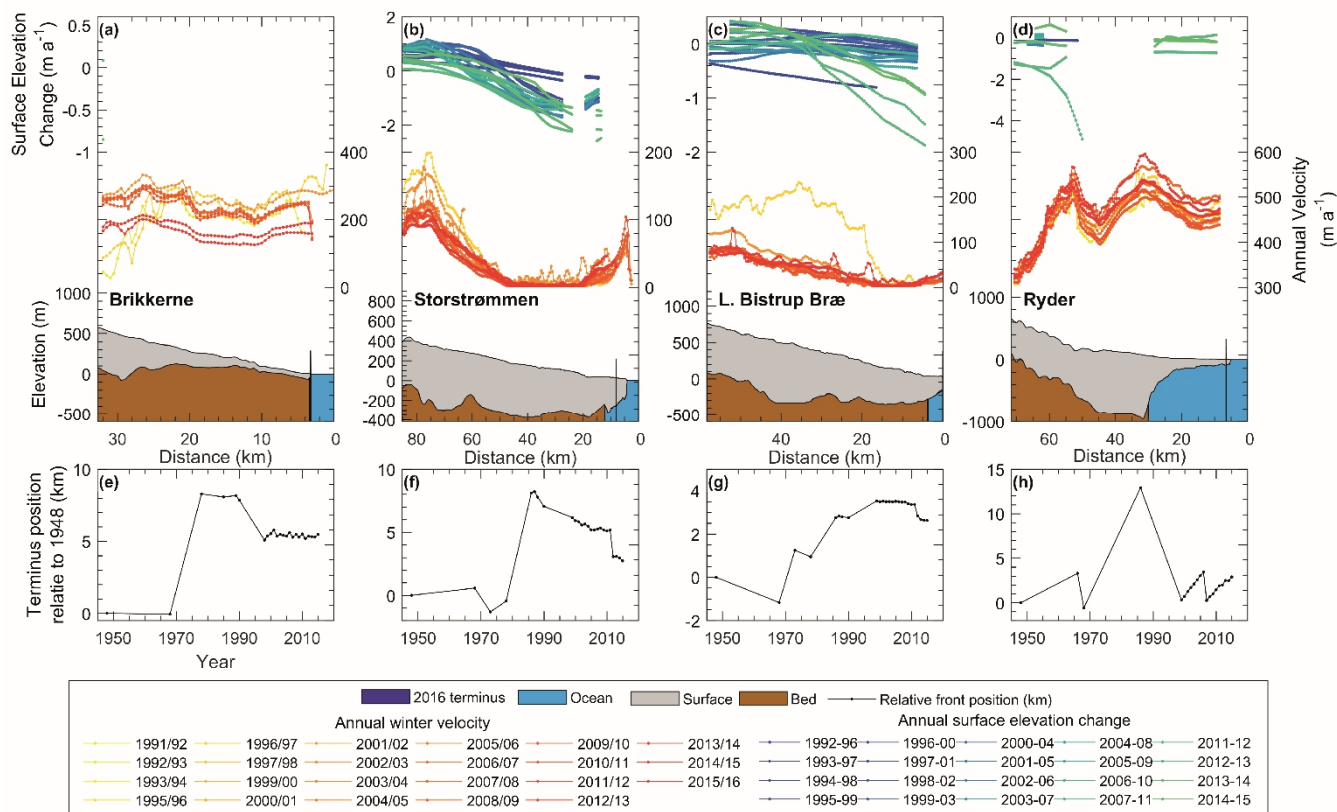 (a) (b) (c) (d)
Surface Elevation
Change (m a⁻¹)
0.5
0
-0.5
-1
2
1
0
-1
-2
0
-1
-2
0
-2
-4
400
300
200
100
0
200
100
0
300
200
100
0
600
500
400
300
Annual Velocity
(m a⁻¹)
Brikkerne Storstrømmen L. Bistrup Bræ Ryder
Elevation (m)
1000
500
0
-500
800
600
400
200
0
-200
-400
1000
500
0
-500
1000
0
-1000
30 20 10 0
80 60 40 20 0
40 20 0
60 40 20 0
Distance (km) Distance (km) Distance (km) Distance (km)
(e) (f) (g) (h)
Terminus position
relatie to 1948 (km)
10
5
0
10
5
0
4
2
0
-2
15
10
5
0
1950 1970 1990 2010
1950 1970 1990 2010
1950 1970 1990 2010
1950 1970 1990 2010
Year
2016 terminus Ocean Surface Bed Relative front position (km)
Annual winter velocity Annual surface elevation change
1991/92 1996/97 2001/02 2005/06 2009/10 2013/14 1992-96 1996-00 2000-04 2004-08 2011-12
1992/93 1997/98 2002/03 2006/07 2010/11 2014/15 1993-97 1997-01 2001-05 2005-09 2012-13
1993/94 1999/00 2003/04 2007/08 2011/12 2015/16 1994-98 1998-02 2002-06 2006-10 2013-14
1995/96 2000/01 2004/05 2008/09 2012/13 1995-99 1999-03 2003-07 2007-11 2014-15